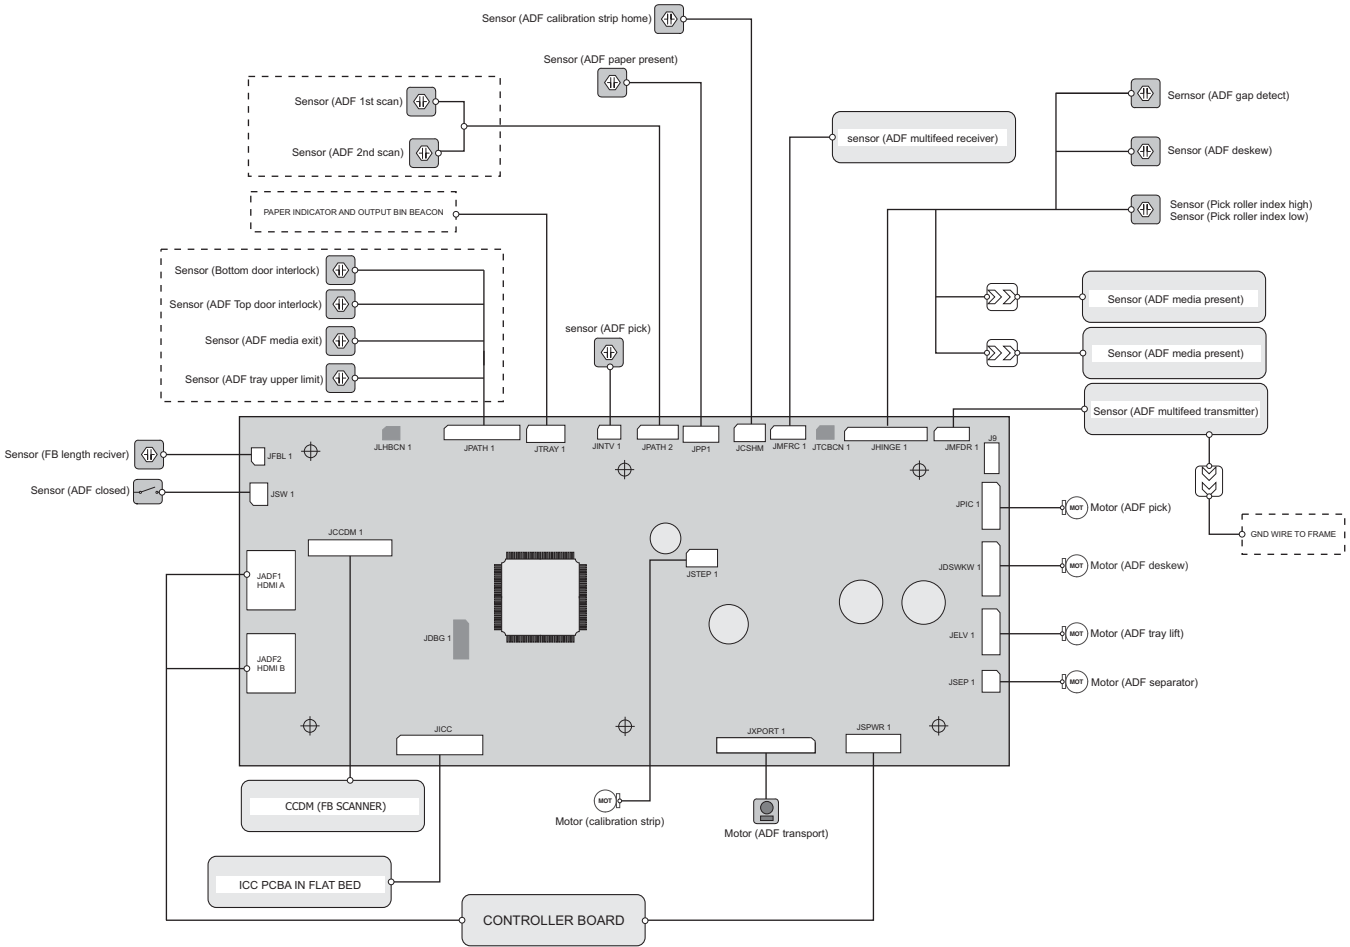 Sensor (ADF calibration strip home)
Sensor (ADF paper present)
Sensor (ADF 1st scan)
Sensor (ADF 2nd scan)
sensor (ADF multifeed receiver)
Sernsor (ADF gap detect)
Sensor (ADF deskew)
Sensor (Pick roller index high)
Sensor (Pick roller index low)
PAPER INDICATOR AND OUTPUT BIN BEACON
Sensor (Bottom door interlock)
Sensor (ADF Top door interlock)
Sensor (ADF media exit)
Sensor (ADF tray upper limit)
sensor (ADF pick)
Sensor (ADF media present)
Sensor (ADF media present)
Sensor (ADF multifeed transmitter)
GND WIRE TO FRAME
Sensor (FB length reciver)
Sensor (ADF closed)
JLHBCN 1
JPATH 1
JTRAY 1
JINTV 1
JPATH 2
JPP1
JCSHM
JMFRC 1
JTCBCN 1
JHINGE 1
JMFDR 1
J9
JFBL 1
JSW 1
JCCDM 1
JADF1
HDMI A
JADF2
HDMI B
JDBG 1
JSTEP 1
JPIC 1
MOT
Motor (ADF pick)
JDSWKW 1
MOT
Motor (ADF deskew)
JELV 1
MOT
Motor (ADF tray lift)
JSEP 1
MOT
Motor (ADF separator)
JICC
JXPORT 1
JSPWR 1
CCDM (FB SCANNER)
MOT
Motor (calibration strip)
Motor (ADF transport)
ICC PCBA IN FLAT BED
CONTROLLER BOARD